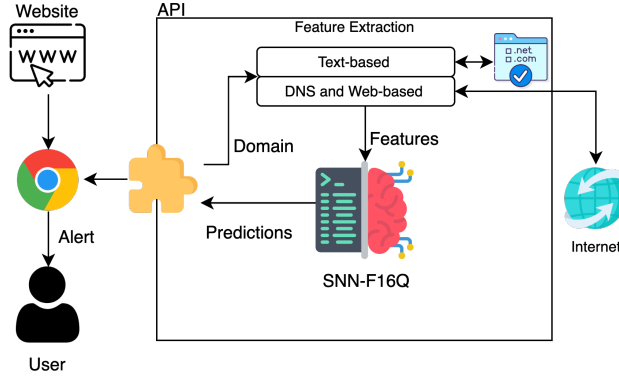 Website
API
Feature Extraction
WWW
Text-based
.net
.com
DNS and Web-based
Domain
Features
Alert
Predictions
Internet
SNN-F16Q
User